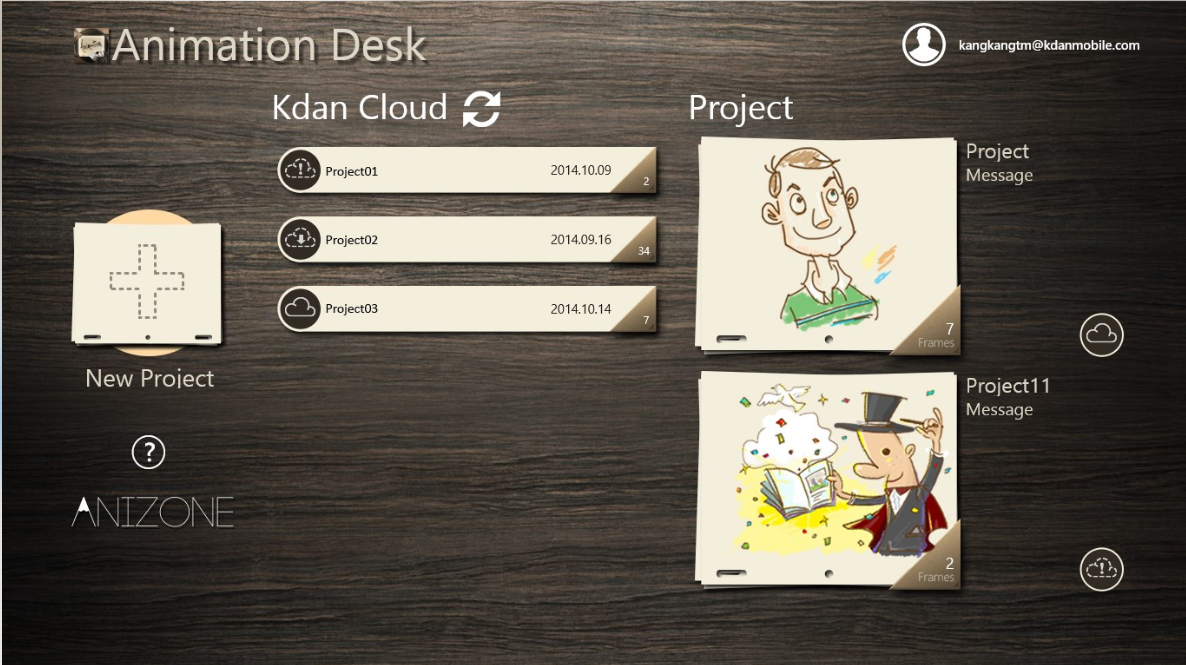 Animation Desk
kangkangtm@kdanmobile.com
Kdan Cloud
Project01 2014.10.09 2
Project02 2014.09.16 34
Project03 2014.10.14 7
New Project
?
ANIZONE
Project
Project
Message
7
Frames
Project11
Message
2
Frames